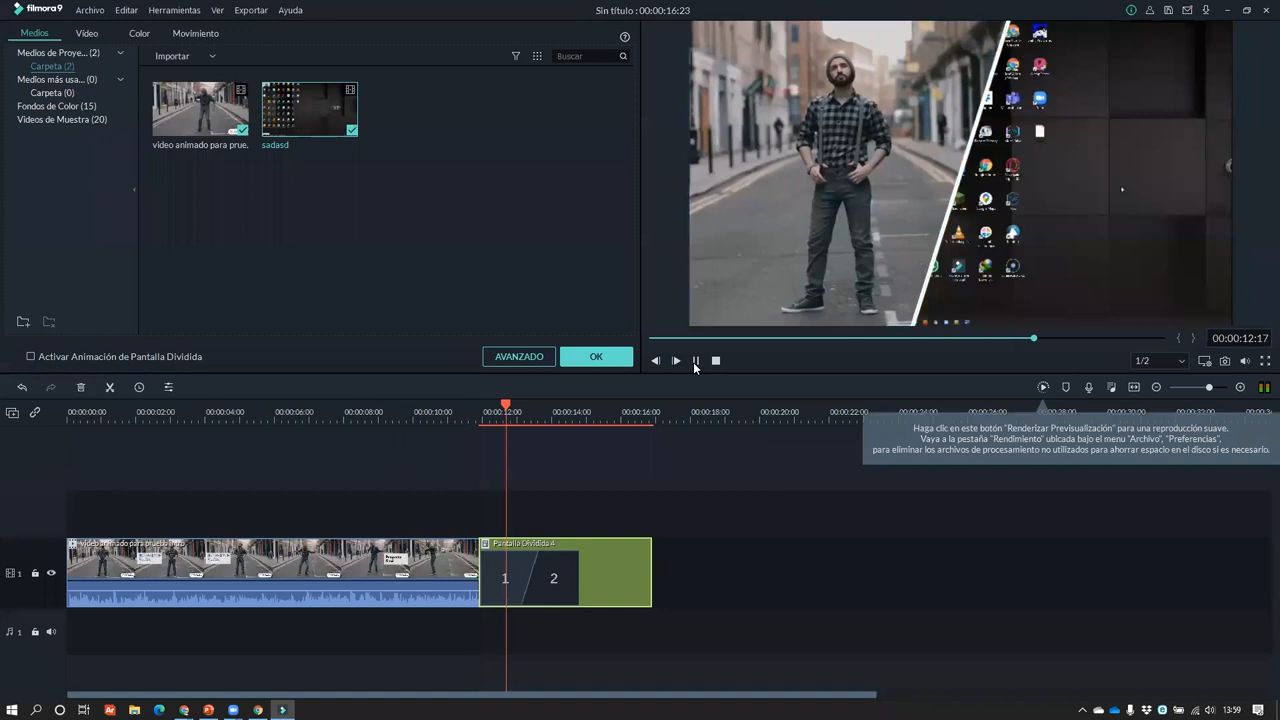 filmora9
Archivo Editar Herramientas Ver Exportar Ayuda
Sin título : 00:00:16:23
Medios Vídeo Color Movimiento
Medios de Proye... (2)
Carpeta (2)
Medios más usa... (0)
Carpeta (0)
Fondos de Color (15)
Videos de Muestra (20)
Importar
Buscar
video animado para prue.
sadasd
Activar Animación de Pantalla Dividida
AVANZADO
OK
00:00:12:17
1/2
00:00:00:00 00:00:02:00 00:00:04:00 00:00:06:00 00:00:08:00 00:00:10:00 00:00:12:00 00:00:14:00 00:00:16:00 00:00:18:00 00:00:20:00 00:00:22:00
Haga clic en este botón "Renderizar Previsualización" para una reproducción suave.
Vaya a la pestaña "Rendimiento" ubicada bajo el menu "Archivo", "Preferencias",
para eliminar los archivos de procesamiento no utilizados para ahorrar espacio en el disco si es necesario.
video animado para prueba
Pantalla Dividida 4
1 2
1
1
13:59